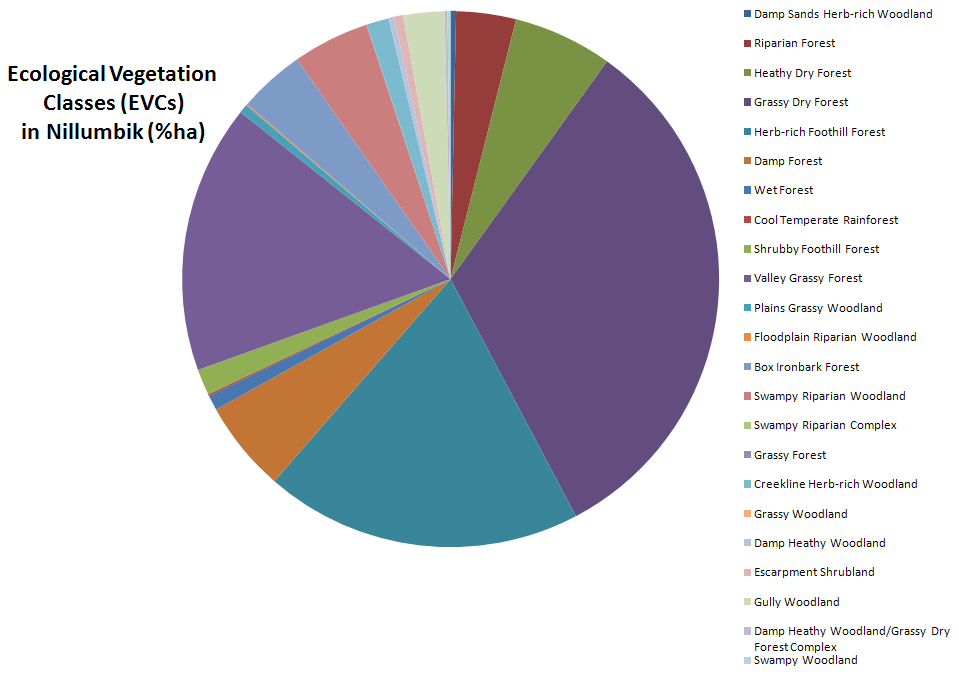 Ecological Vegetation
Classes (EVCs)
in Nillumbik (%ha)
Damp Sands Herb-rich Woodland
Riparian Forest
Heathy Dry Forest
Grassy Dry Forest
Herb-rich Foothill Forest
Damp Forest
Wet Forest
Cool Temperate Rainforest
Shrubby Foothill Forest
Valley Grassy Forest
Plains Grassy Woodland
Floodplain Riparian Woodland
Box Ironbark Forest
Swampy Riparian Woodland
Swampy Riparian Complex
Grassy Forest
Creekline Herb-rich Woodland
Grassy Woodland
Damp Heathy Woodland
Escarpment Shrubland
Gully Woodland
Damp Heathy Woodland/Grassy Dry
Forest Complex
Swampy Woodland